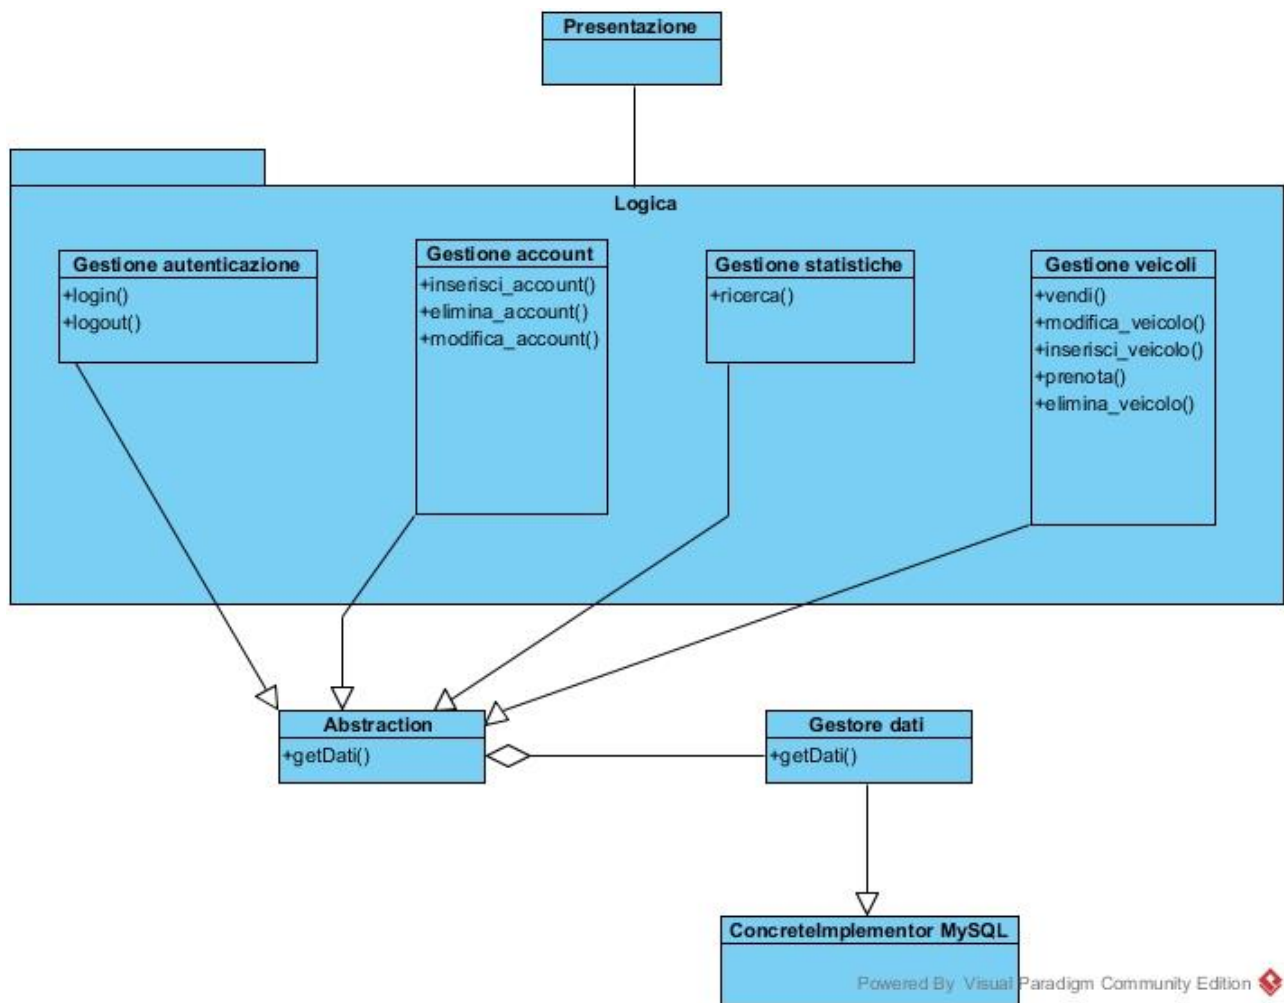 Presentazione
Logica
Gestione autenticazione
+login()
+logout()
Gestione account
+inserisci_account()
+elimina_account()
+modifica_account()
Gestione statistiche
+ricerca()
Gestione veicoli
+vendi()
+modifica_veicolo()
+inserisci_veicolo()
+prenota()
+elimina_veicolo()
Abstraction
+getDati()
Gestore dati
+getDati()
ConcreteImplementor MySQL
Powered By Visual Paradigm Community Edition